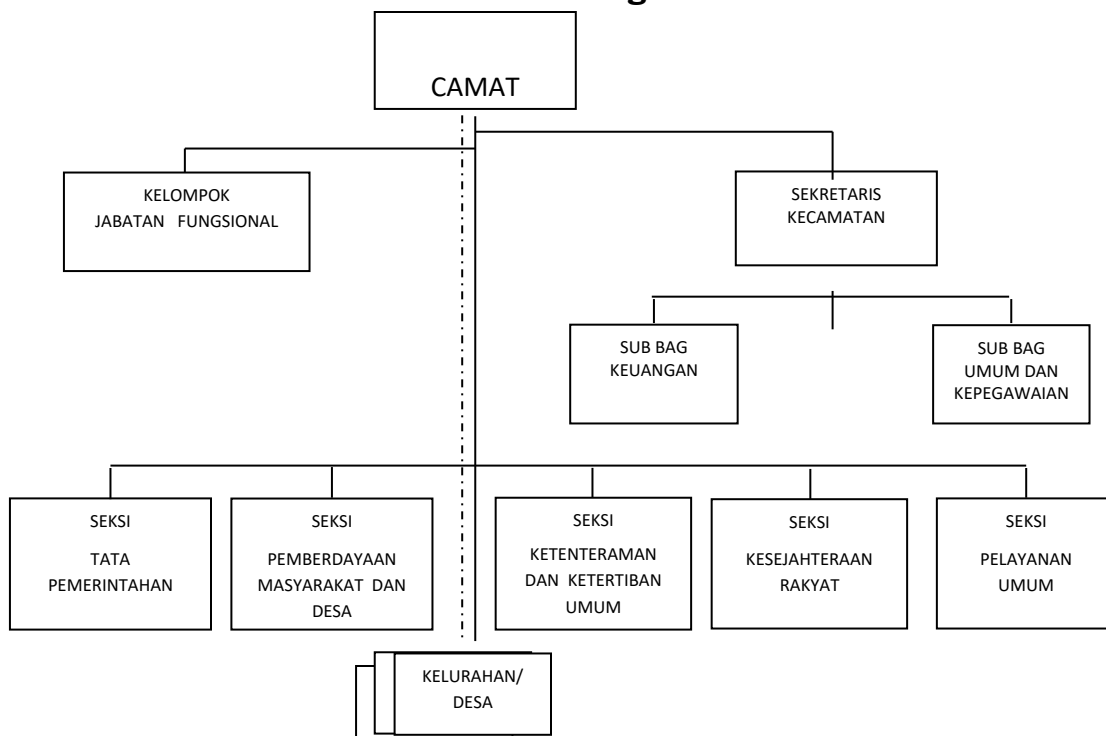 CAMAT
KELOMPOK
JABATAN FUNGSIONAL
SEKRETARIS
KECAMATAN
SUB BAG
KEUANGAN
SUB BAG
UMUM DAN
KEPEGAWAIAN
SEKSI
TATA
PEMERINTAHAN
SEKSI
PEMBERDAYAAN
MASYARAKAT DAN
DESA
SEKSI
KETENTERAMAN
DAN KETERTIBAN
UMUM
SEKSI
KESEJAHTERAAN
RAKYAT
SEKSI
PELAYANAN
UMUM
KELURAHAN/
DESA